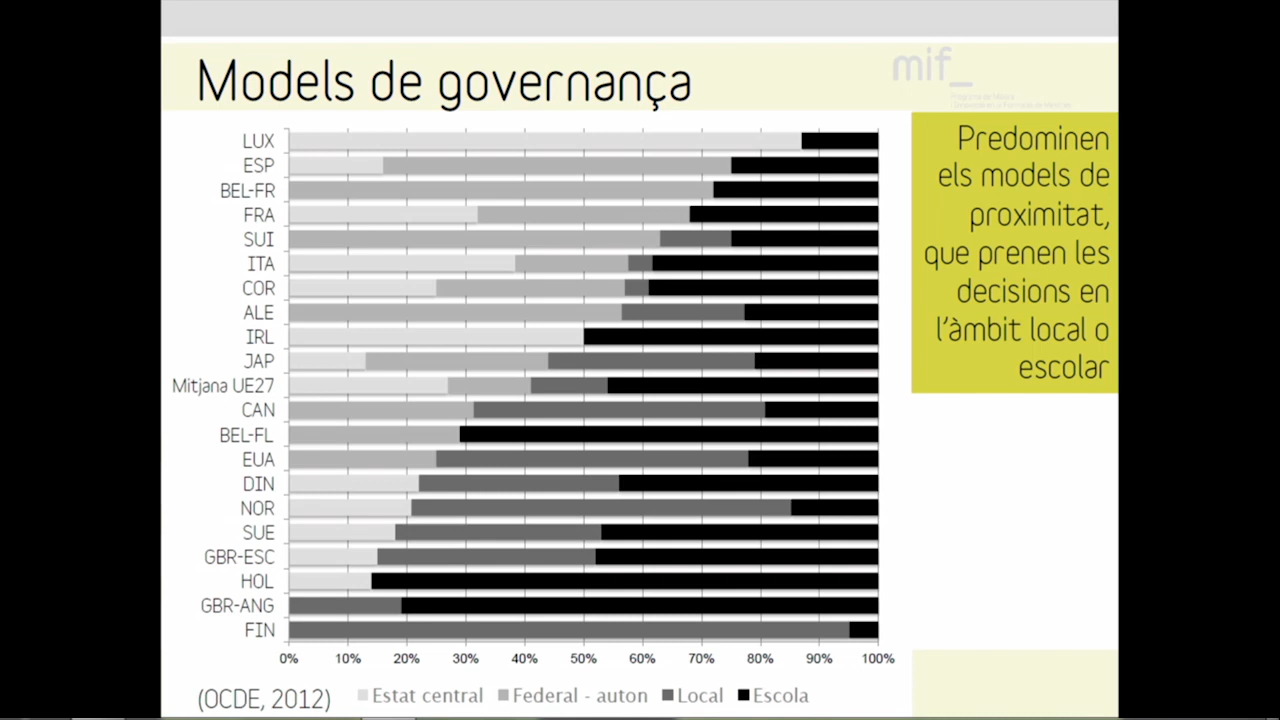 Models de governança
mif_
Predominen
els models de
proximitat,
que prenen les
decisions en
l'àmbit local o
escolar
LUX
ESP
BEL-FR
FRA
SUI
ITA
COR
ALE
IRL
JAP
Mitjana UE27
CAN
BEL-FL
EUA
DIN
NOR
SUE
GBR-ESC
HOL
GBR-ANG
FIN
0% 10% 20% 30% 40% 50% 60% 70% 80% 90% 100%
(OCDE, 2012) Estat central Federal - auton Local Escola